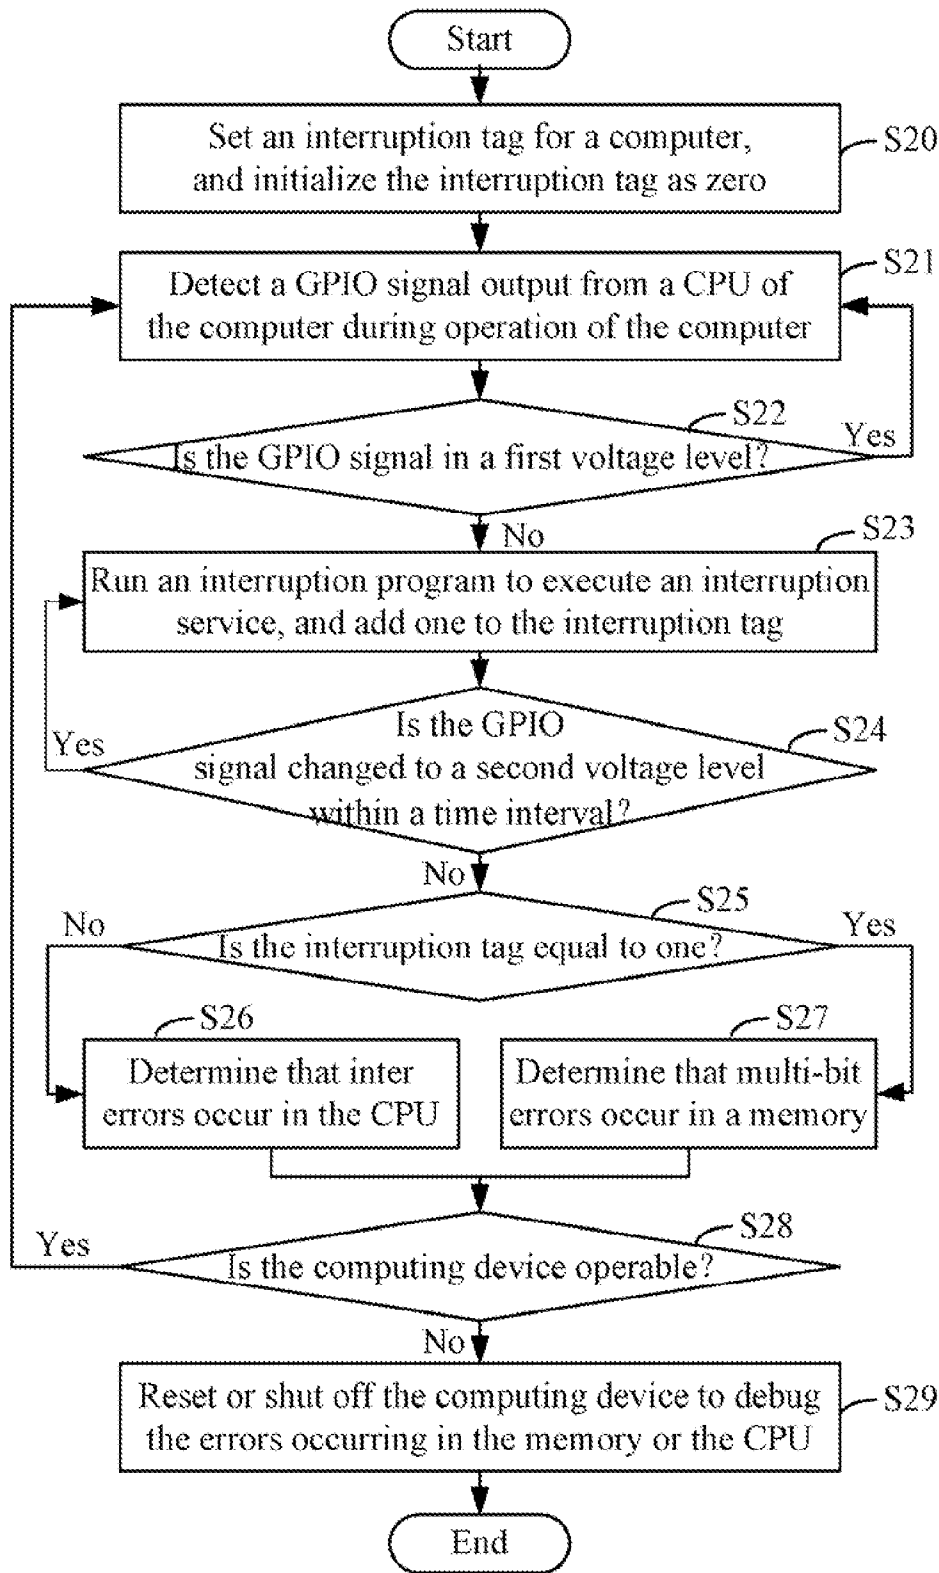 Start
Set an interruption tag for a computer,
and initialize the interruption tag as zero
S20
Detect a GPIO signal output from a CPU of
the computer during operation of the computer
S21
Is the GPIO signal in a first voltage level?
S22
Yes
No
Run an interruption program to execute an interruption
service, and add one to the interruption tag
S23
Is the GPIO
signal changed to a second voltage level
within a time interval?
S24
Yes
No
Is the interruption tag equal to one?
S25
No
Yes
S26
Determine that inter
errors occur in the CPU
S27
Determine that multi-bit
errors occur in a memory
Is the computing device operable?
S28
Yes
No
Reset or shut off the computing device to debug
the errors occurring in the memory or the CPU
S29
End